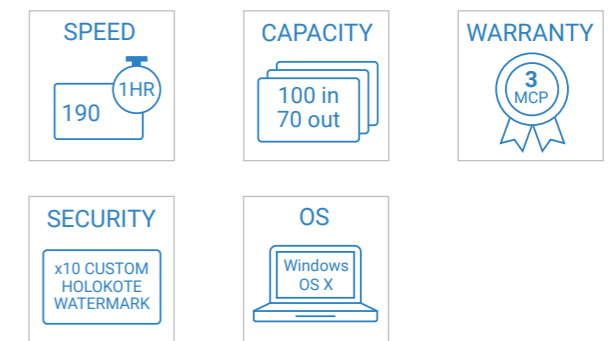 SPEED
1HR
190
CAPACITY
100 in
70 out
WARRANTY
3
MCP
SECURITY
x10 CUSTOM
HOLOKOTE
WATERMARK
OS
Windows
OS X